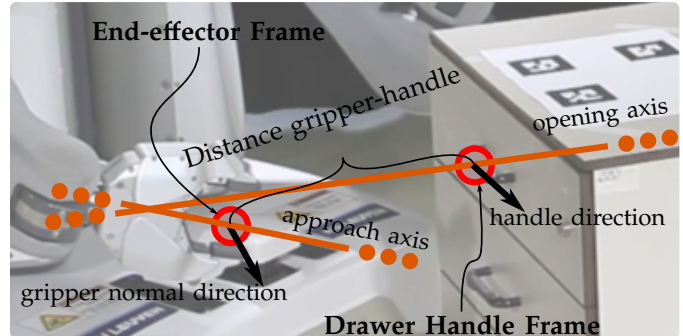 End-effector Frame
Distance gripper-handle
opening axis
approach axis
handle direction
gripper normal direction
Drawer Handle Frame